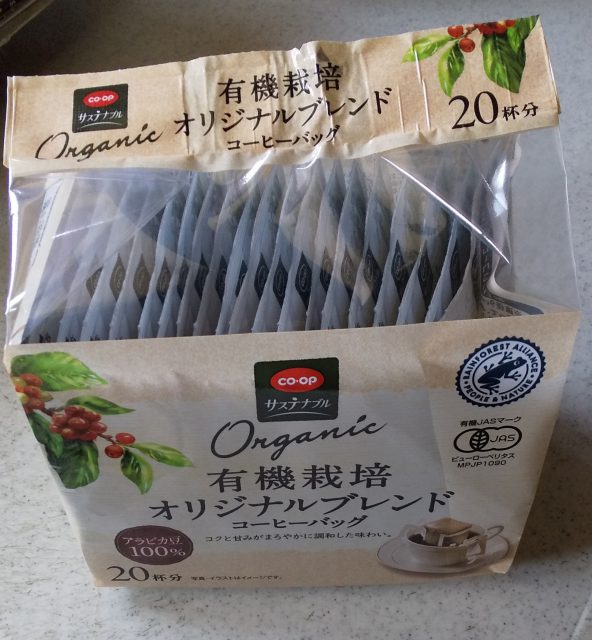 CO·OP
サステナブル
Organic
有機栽培
オリジナルブレンド
コーヒーバッグ
20杯分
CO·OP
サステナブル
Organic
有機栽培
オリジナルブレンド
コーヒーバッグ
コクと甘みがまろやかに調和した味わい。
アラビカ豆
100%
20杯分
写真・イラストはイメージです。
RAINFOREST ALLIANCE
PEOPLE & NATURE
有機JASマーク
JAS
ビューローベリタス
MPJP1090